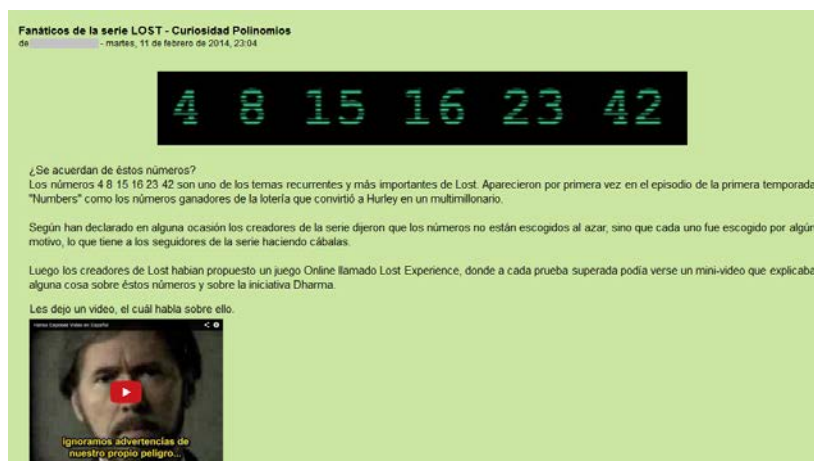 Fanáticos de la serie LOST - Curiosidad Polinomios
de - martes, 11 de febrero de 2014, 23:04
4 8 15 16 23 42
¿Se acuerdan de éstos números?
Los números 4 8 15 16 23 42 son uno de los temas recurrentes y más importantes de Lost. Aparecieron por primera vez en el episodio de la primera temporada
"Numbers" como los números ganadores de la lotería que convirtió a Hurley en un multimillonario.
Según han declarado en alguna ocasión los creadores de la serie dijeron que los números no están escogidos al azar, sino que cada uno fue escogido por algún
motivo, lo que tiene a los seguidores de la serie haciendo cábalas.
Luego los creadores de Lost habian propuesto un juego Online llamado Lost Experience, donde a cada prueba superada podía verse un mini-video que explicaba
alguna cosa sobre éstos números y sobre la iniciativa Dharma.
Les dejo un video, el cuál habla sobre ello.
Video en Español
Ignoramos advertencias de
nuestro propio peligro...